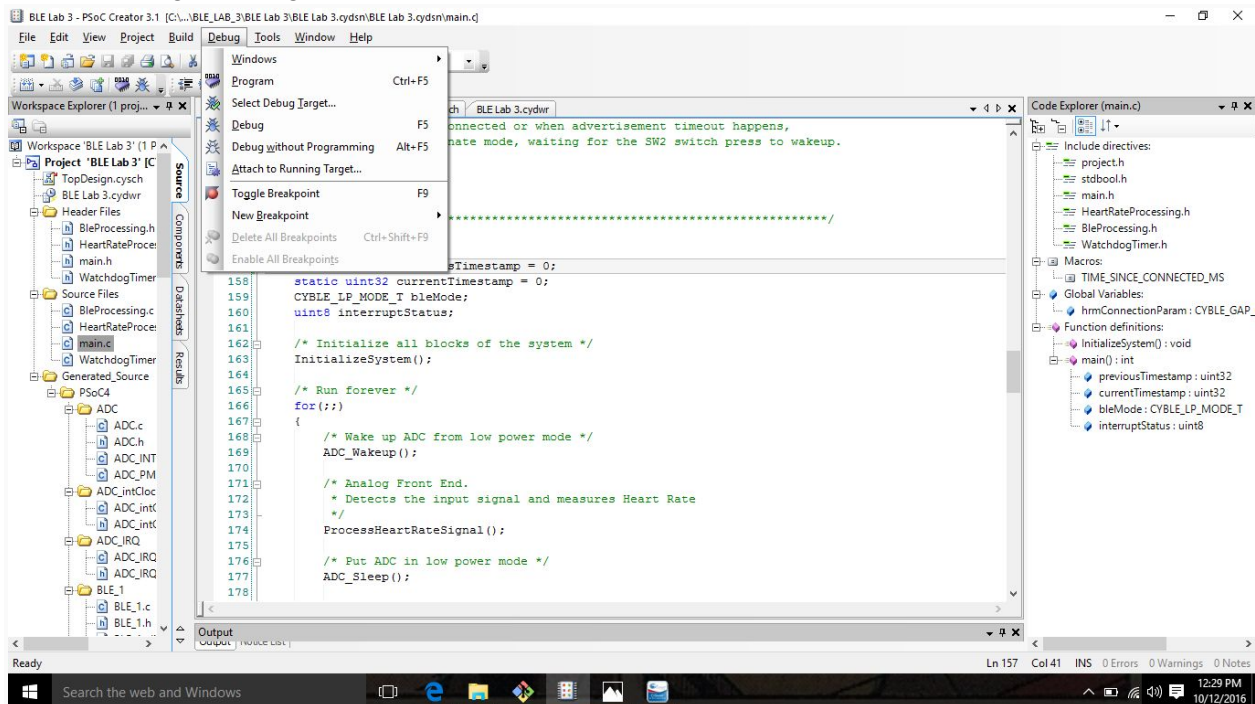 BLE Lab 3 - PSoC Creator 3.1 [C:\...\BLE_LAB_3\BLE Lab 3\BLE Lab 3.cydsn\BLE Lab 3.cydsn\main.c]
File Edit View Project Build Debug Tools Window Help
Windows
Program Ctrl+F5
Select Debug Target...
Debug F5
Debug without Programming Alt+F5
Attach to Running Target...
Toggle Breakpoint F9
New Breakpoint
Delete All Breakpoints Ctrl+Shift+F9
Enable All Breakpoints
Workspace Explorer (1 proj...
Workspace 'BLE Lab 3' (1 P
Project 'BLE Lab 3' [C
TopDesign.cysch
BLE Lab 3.cydwr
Header Files
BleProcessing.h
HeartRateProce
main.h
WatchdogTimer
Source Files
BleProcessing.c
HeartRateProce
main.c
WatchdogTimer
Generated_Source
PSoC4
ADC
ADC.c
ADC.h
ADC_INT
ADC_PM
ADC_intCloc
ADC_int
ADC_int
ADC_IRQ
ADC_IRQ
ADC_IRQ
BLE_1
BLE_1.c
BLE_1.h
Source
Components
Datasheets
Results
ch BLE Lab 3.cydwr
onnected or when advertisement timeout happens,
nate mode, waiting for the SW2 switch press to wakeup.
*****************************************************/
sTimestamp = 0;
158 static uint32 currentTimestamp = 0;
159 CYBLE_LP_MODE_T bleMode;
160 uint8 interruptStatus;
161
162 /* Initialize all blocks of the system */
163 InitializeSystem();
164
165 /* Run forever */
166 for(;;)
167 {
168 /* Wake up ADC from low power mode */
169 ADC_Wakeup();
170
171 /* Analog Front End.
172 * Detects the input signal and measures Heart Rate
173 */
174 ProcessHeartRateSignal();
175
176 /* Put ADC in low power mode */
177 ADC_Sleep();
178
Output
Output Notice List
Code Explorer (main.c)
Include directives:
project.h
stdbool.h
main.h
HeartRateProcessing.h
BleProcessing.h
WatchdogTimer.h
Macros:
TIME_SINCE_CONNECTED_MS
Global Variables:
hrmConnectionParam : CYBLE_GAP_
Function definitions:
InitializeSystem() : void
main() : int
previousTimestamp : uint32
currentTimestamp : uint32
bleMode : CYBLE_LP_MODE_T
interruptStatus : uint8
Ready
Ln 157 Col 41 INS 0 Errors 0 Warnings 0 Notes
Search the web and Windows
12:29 PM
10/12/2016